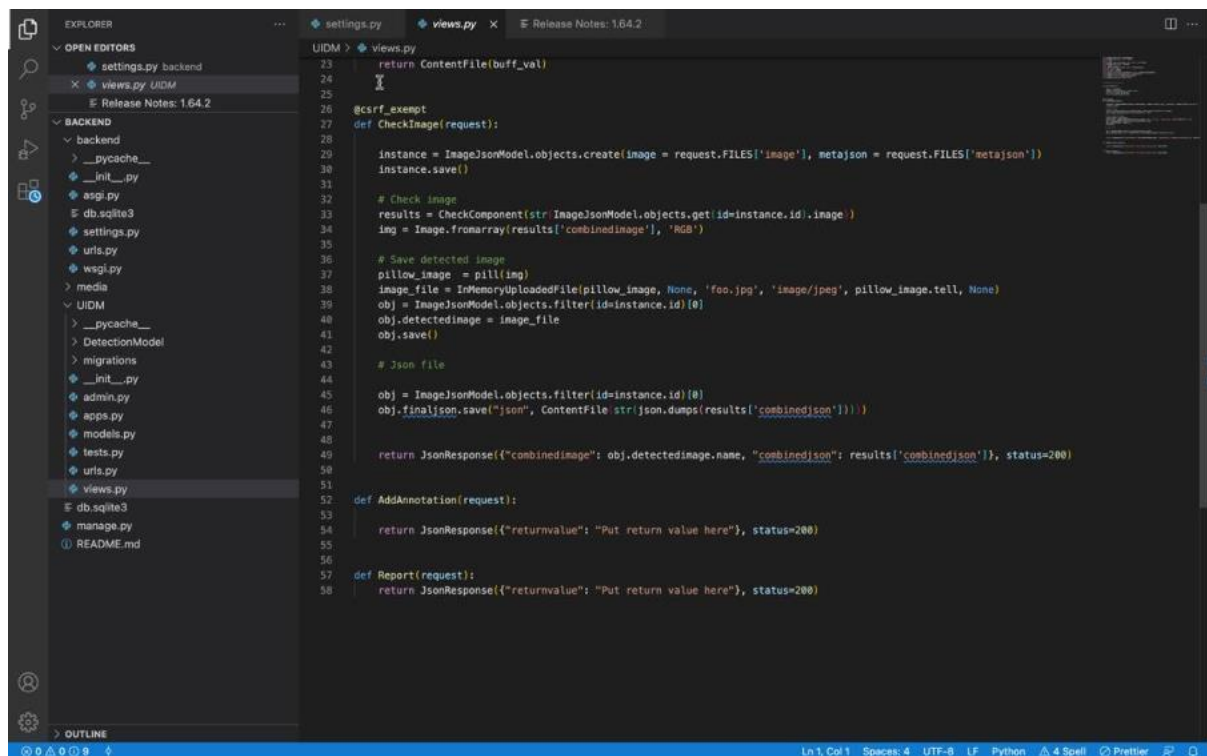 EXPLORER
OPEN EDITORS
settings.py backend
views.py UIDM
Release Notes: 1.64.2
BACKEND
backend
__pycache__
__init__.py
asgi.py
db.sqlite3
settings.py
urls.py
wsgi.py
media
UIDM
__pycache__
DetectionModel
migrations
__init__.py
admin.py
apps.py
models.py
tests.py
urls.py
views.py
db.sqlite3
manage.py
README.md
OUTLINE
settings.py views.py Release Notes: 1.64.2
UIDM > views.py
23 return ContentFile(buff_val)
24
25
26 @csrf_exempt
27 def CheckImage(request):
28
29 instance = ImageJsonModel.objects.create(image = request.FILES['image'], metajson = request.FILES['metajson'])
30 instance.save()
31
32 # Check image
33 results = CheckComponent(str(ImageJsonModel.objects.get(id=instance.id).image))
34 img = Image.fromarray(results['combinedimage'], 'RGB')
35
36 # Save detected image
37 pillow_image = pill(img)
38 image_file = InMemoryUploadedFile(pillow_image, None, 'foo.jpg', 'image/jpeg', pillow_image.tell, None)
39 obj = ImageJsonModel.objects.filter(id=instance.id)[0]
40 obj.detectedimage = image_file
41 obj.save()
42
43 # Json file
44
45 obj = ImageJsonModel.objects.filter(id=instance.id)[0]
46 obj.finaljson.save("json", ContentFile(str(json.dumps(results['combinedjson']))))
47
48
49 return JsonResponse({"combinedimage": obj.detectedimage.name, "combinedjson": results['combinedjson']}, status=200)
50
51
52 def AddAnnotation(request):
53
54 return JsonResponse({"returnvalue": "Put return value here"}, status=200)
55
56
57 def Report(request):
58 return JsonResponse({"returnvalue": "Put return value here"}, status=200)
0 0 9 Ln 1, Col 1 Spaces: 4 UTF-8 LF Python 4 Spell Prettier